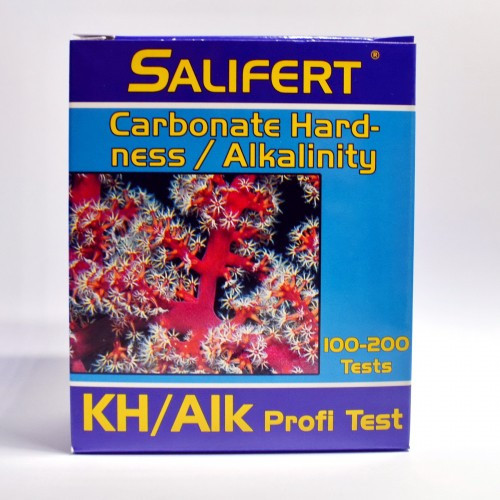 SALIFERT®
Carbonate Hard-
ness / Alkalinity
100-200
Tests
KH/Alk Profi Test